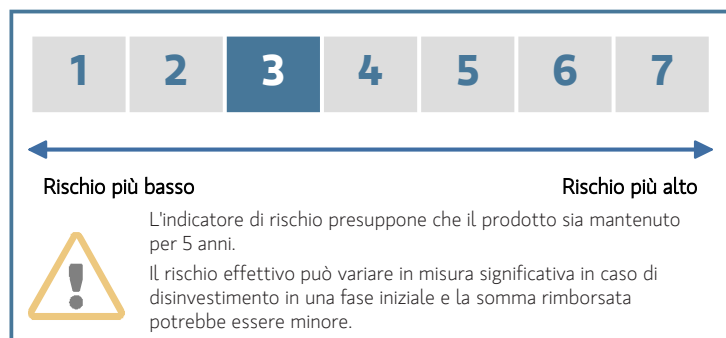 1 2 3 4 5 6 7
Rischio più basso Rischio più alto
L'indicatore di rischio presuppone che il prodotto sia mantenuto
per 5 anni.
Il rischio effettivo può variare in misura significativa in caso di
disinvestimento in una fase iniziale e la somma rimborsata
potrebbe essere minore.